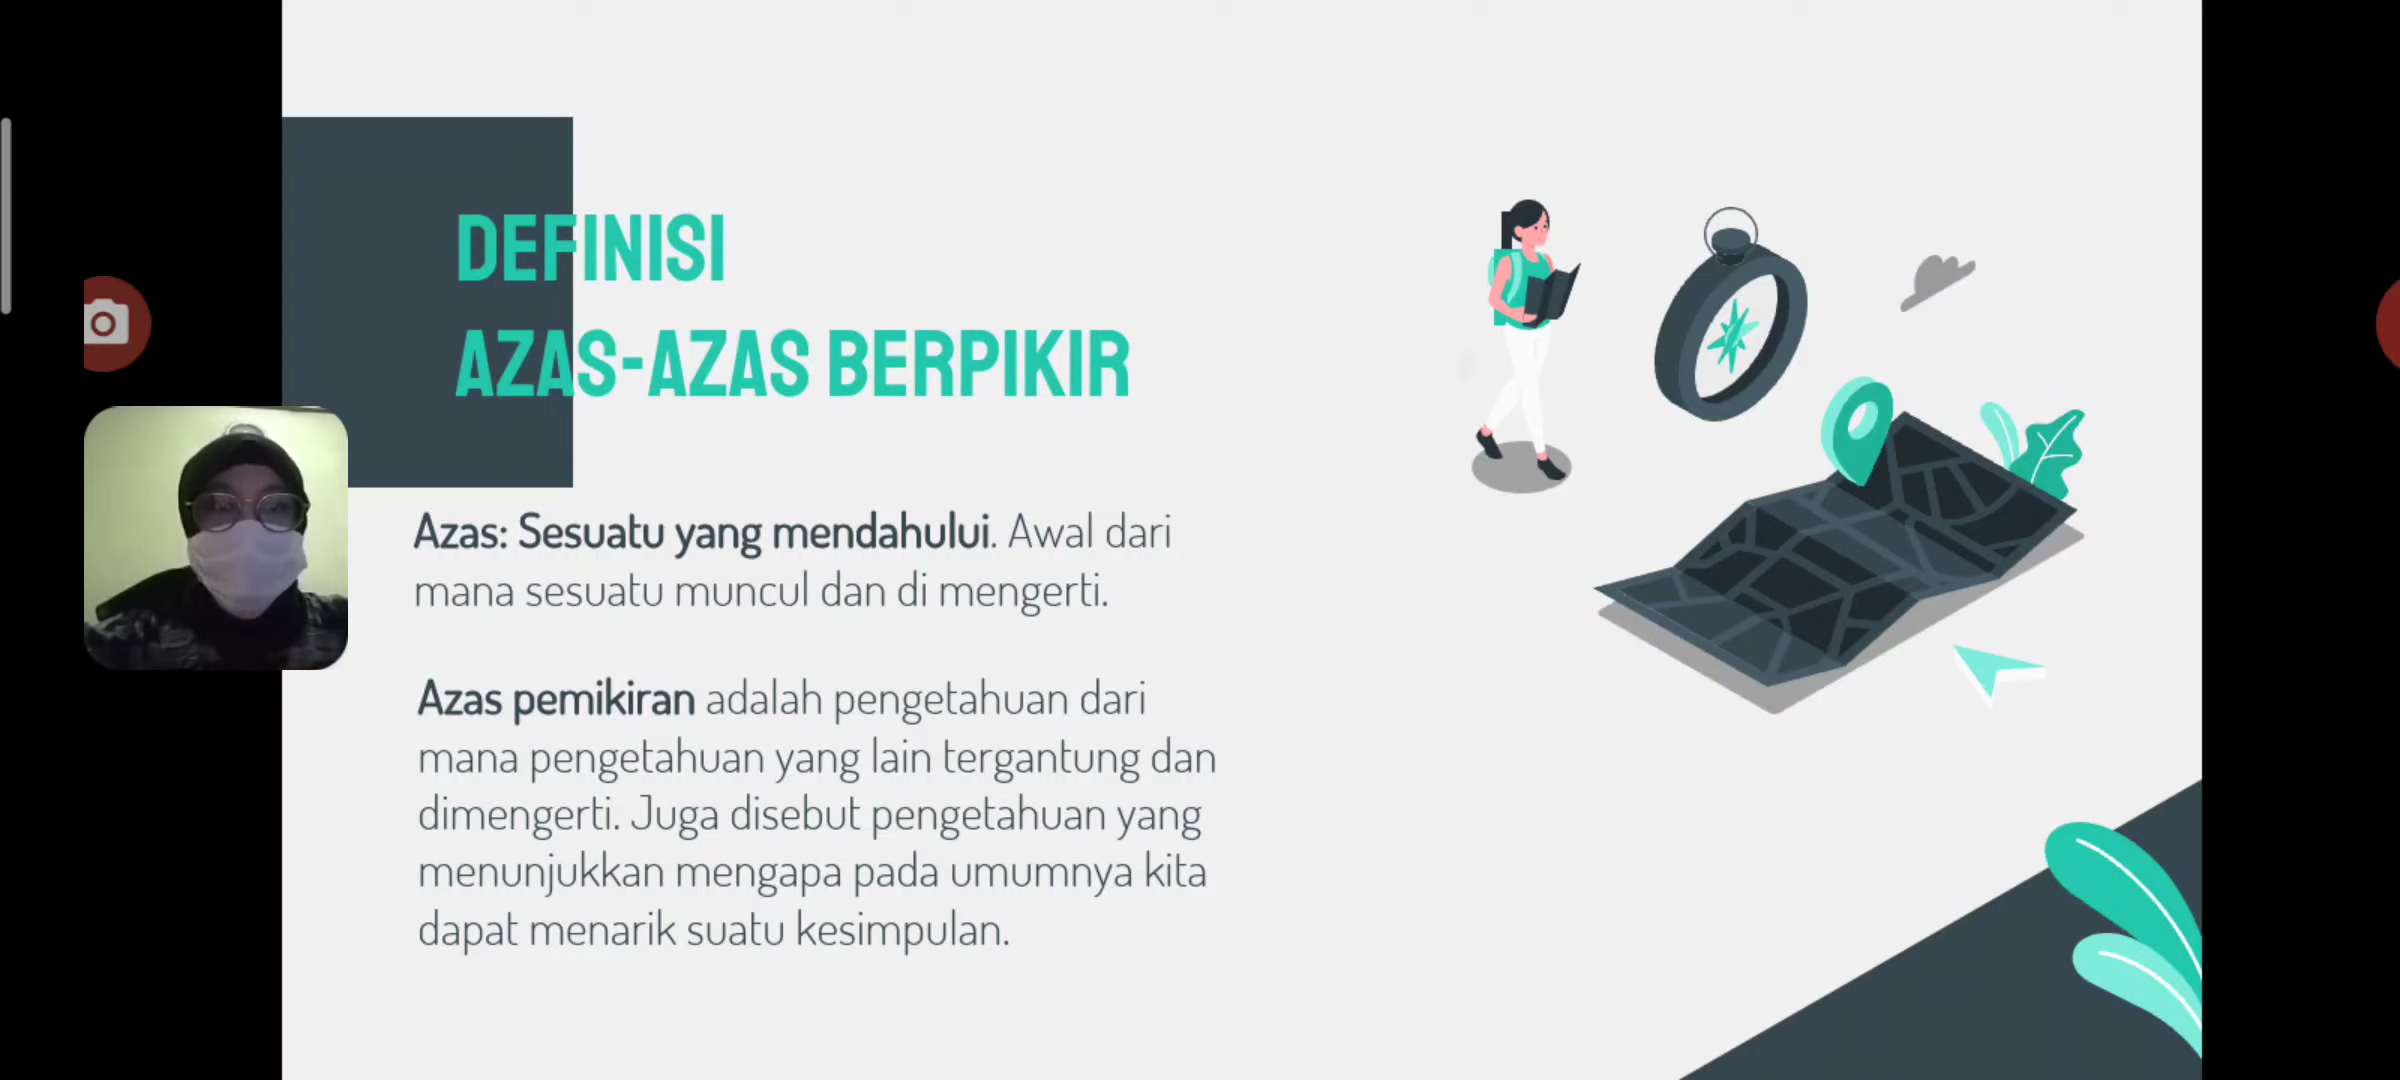 DEFINISI
AZAS-AZAS BERPIKIR
Azas: Sesuatu yang mendahului. Awal dari
mana sesuatu muncul dan di mengerti.
Azas pemikiran adalah pengetahuan dari
mana pengetahuan yang lain tergantung dan
dimengerti. Juga disebut pengetahuan yang
menunjukkan mengapa pada umumnya kita
dapat menarik suatu kesimpulan.